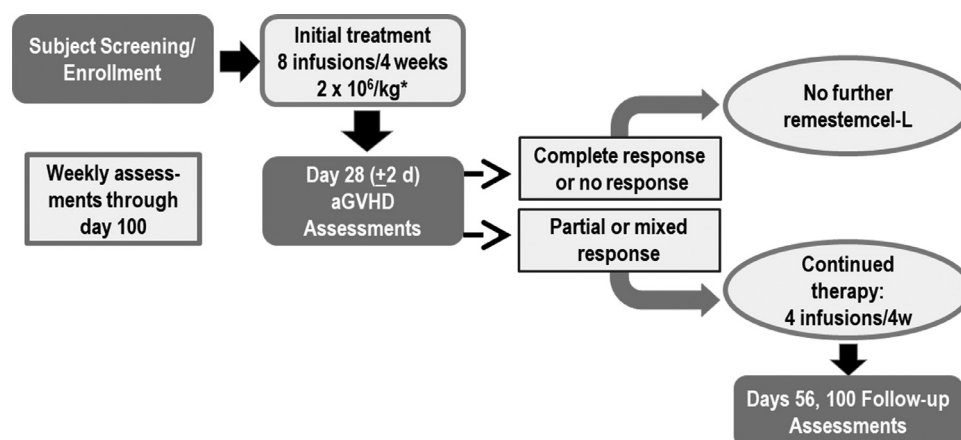 Subject Screening/
Enrollment
Initial treatment
8 infusions/4 weeks
2 x 10⁶/kg*
No further
remestemcel-L
Weekly assess-
ments through
day 100
Day 28 (±2 d)
aGVHD
Assessments
Complete response
or no response
Partial or mixed
response
Continued
therapy:
4 infusions/4w
Days 56, 100 Follow-up
Assessments